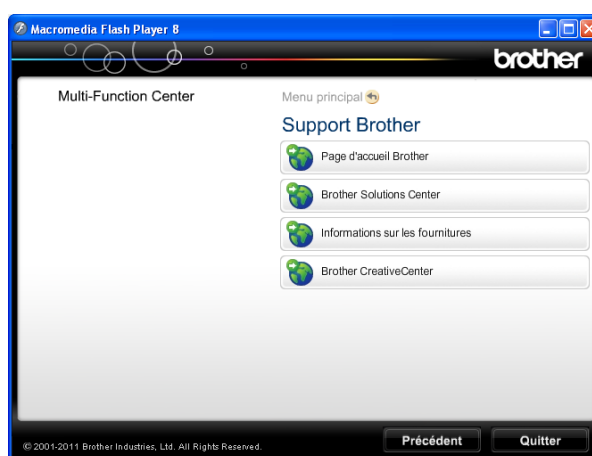 Macromedia Flash Player 8
brother
Multi-Function Center
Menu principal
Support Brother
Page d'accueil Brother
Brother Solutions Center
Informations sur les fournitures
Brother CreativeCenter
© 2001-2011 Brother Industries, Ltd. All Rights Reserved.
Précédent
Quitter